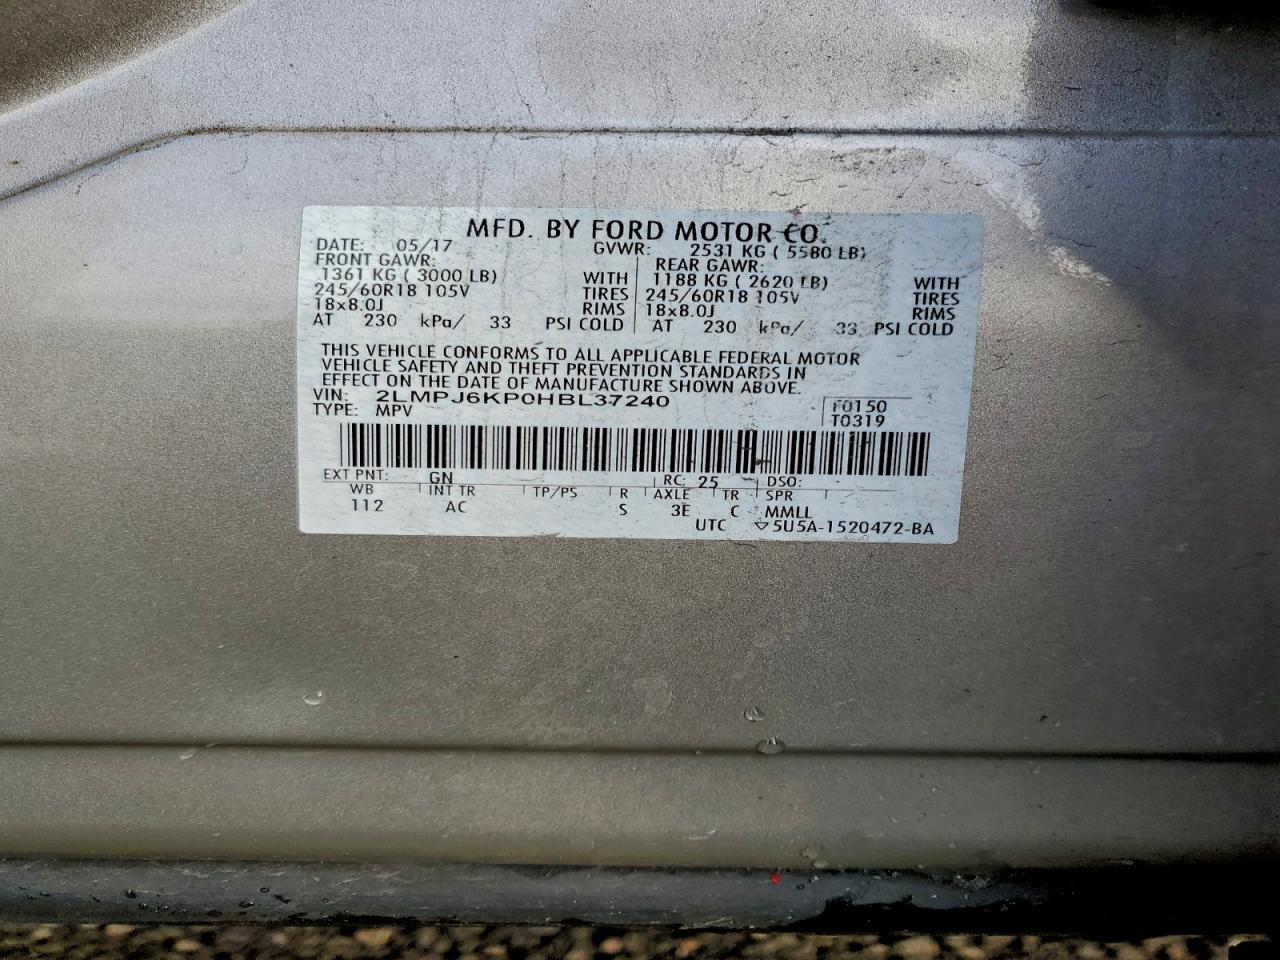 MFD. BY FORD MOTOR CO.
DATE: 05/17 GVWR: 2531 KG ( 5580 LB)
FRONT GAWR: REAR GAWR:
1361 KG ( 3000 LB) WITH 1188 KG ( 2620 LB) WITH
245/60R18 105V TIRES 245/60R18 105V TIRES
18x8.0J RIMS 18x8.0J RIMS
AT 230 kPa/ 33 PSI COLD AT 230 kPa/ 33 PSI COLD
THIS VEHICLE CONFORMS TO ALL APPLICABLE FEDERAL MOTOR
VEHICLE SAFETY AND THEFT PREVENTION STANDARDS IN
EFFECT ON THE DATE OF MANUFACTURE SHOWN ABOVE.
VIN: 2LMPJ6KP0HBL37240 F0150
TYPE: MPV T0319
EXT PNT: GN RC: 25 DSO:
WB INT TR TP/PS R AXLE TR SPR
112 AC S 3E C MMLL
UTC 5U5A-1520472-BA